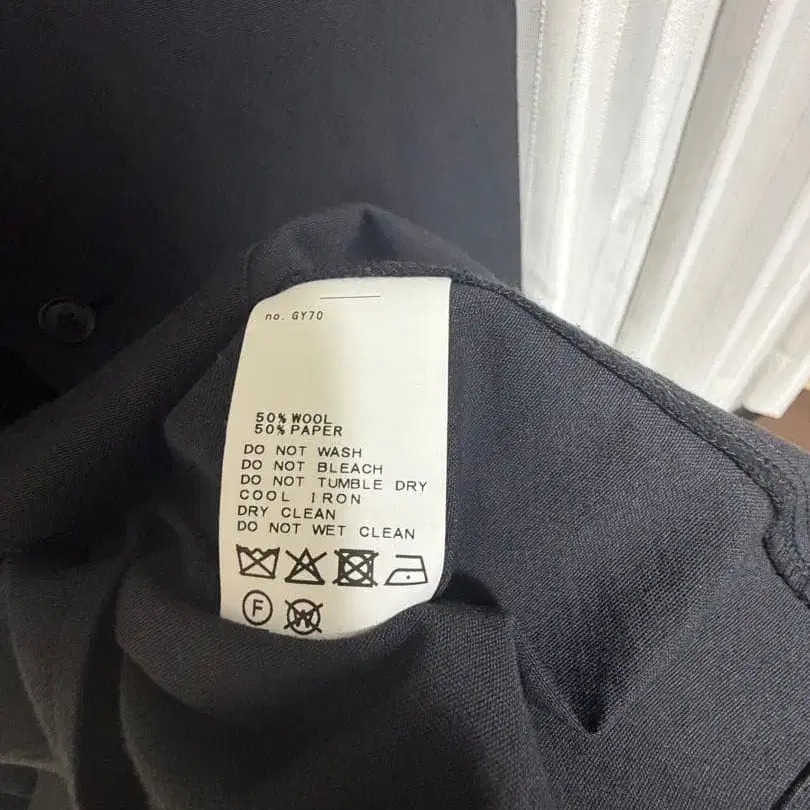 no. GY70
50% WOOL
50% PAPER
DO NOT WASH
DO NOT BLEACH
DO NOT TUMBLE DRY
COOL IRON
DRY CLEAN
DO NOT WET CLEAN
F W